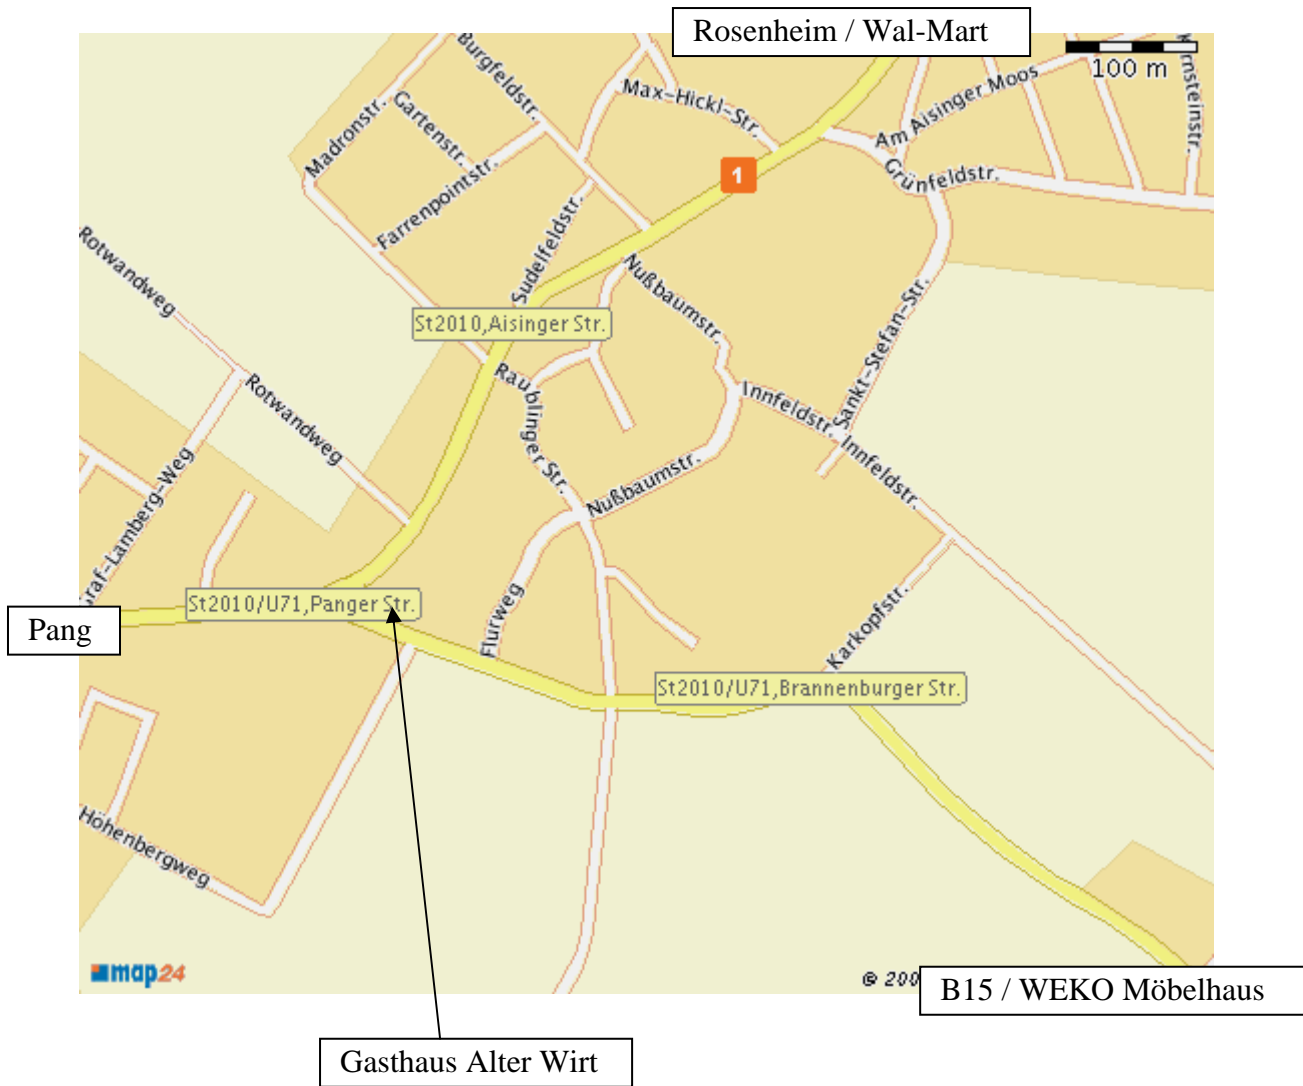 Rosenheim / Wal-Mart
100 m
Burgfeldstr.
Max-Hickl-Str.
Am Aisinger Moos
Madronstr.
Gartenstr.
Farrenpointstr.
1
Grünfeldstr.
Rotwandweg
Sudelfeldstr.
Nußbaumstr.
St2010,Aisinger Str.
Sankt-Stefan-Str.
Raublinger Str.
Rotwandweg
Innfeldstr.
Innfeldstr.
Nußbaumstr.
Graf-Lamberg-Weg
St2010/U71,Panger Str.
Pang
Flurweg
Karkopfstr.
St2010/U71,Brannenburger Str.
Höhenbergweg
map24
© 200
B15 / WEKO Möbelhaus
Gasthaus Alter Wirt